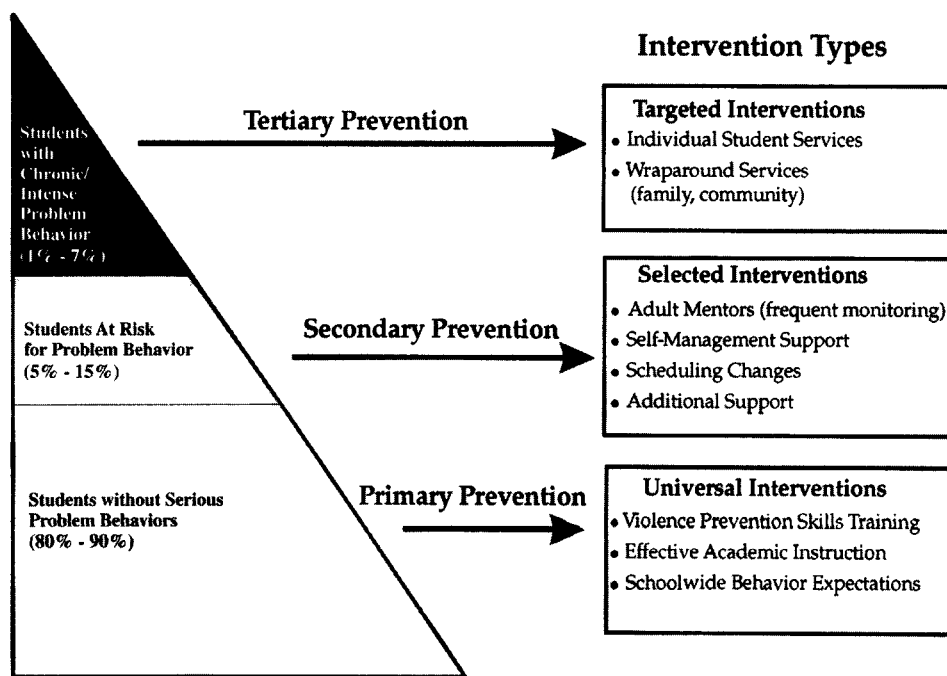 Intervention Types
Students
with
Chronic/
Intense
Problem
Behavior
(1% - 7%)
Tertiary Prevention
Targeted Interventions
• Individual Student Services
• Wraparound Services
(family, community)
Students At Risk
for Problem Behavior
(5% - 15%)
Secondary Prevention
Selected Interventions
• Adult Mentors (frequent monitoring)
• Self-Management Support
• Scheduling Changes
• Additional Support
Students without Serious
Problem Behaviors
(80% - 90%)
Primary Prevention
Universal Interventions
• Violence Prevention Skills Training
• Effective Academic Instruction
• Schoolwide Behavior Expectations